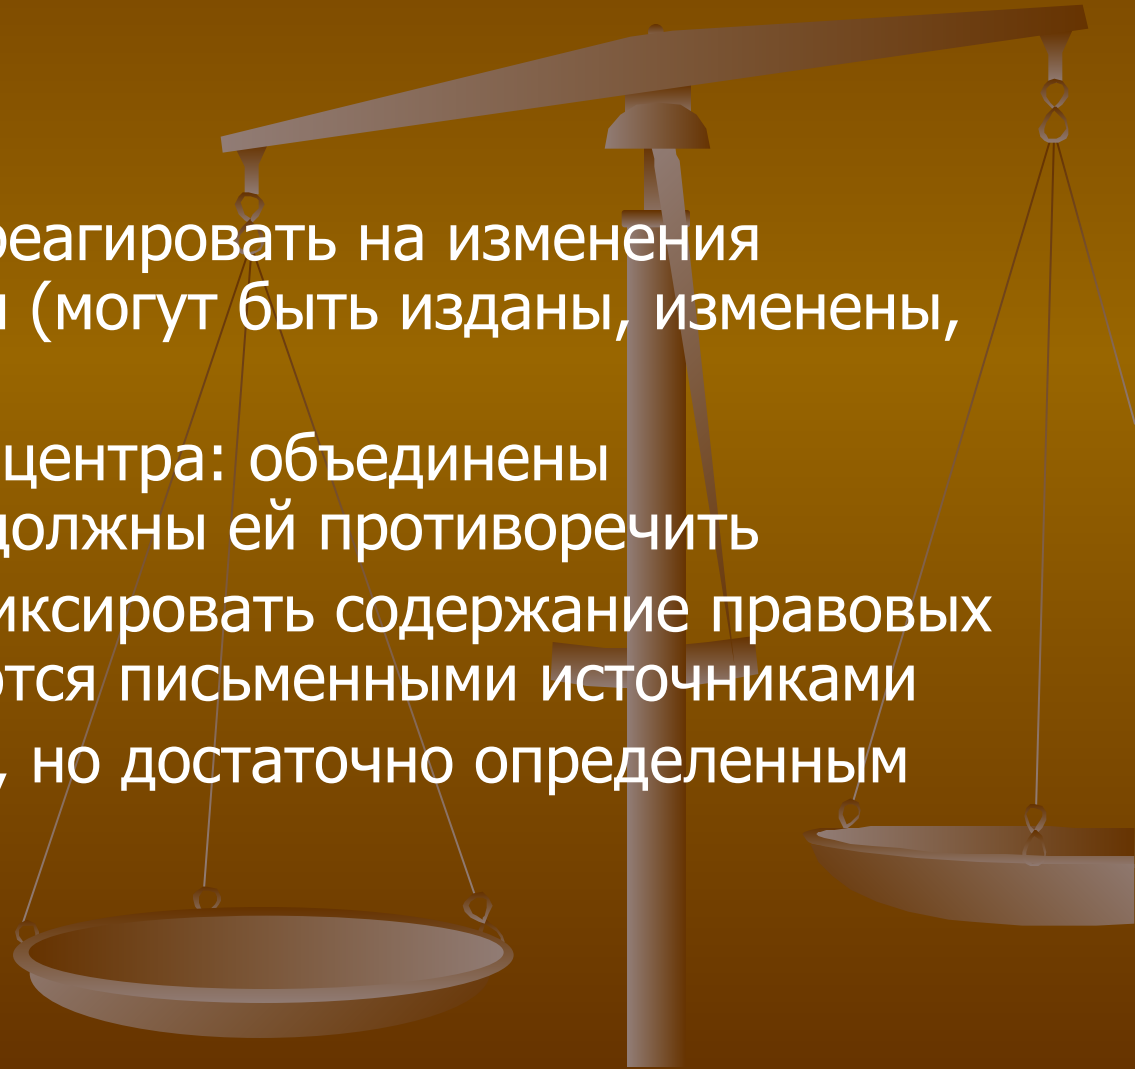 реагировать на изменения
(могут быть изданы, изменены,
центра: объединены
должны ей противоречить
иксировать содержание правовых
ются письменными источниками
, но достаточно определенным